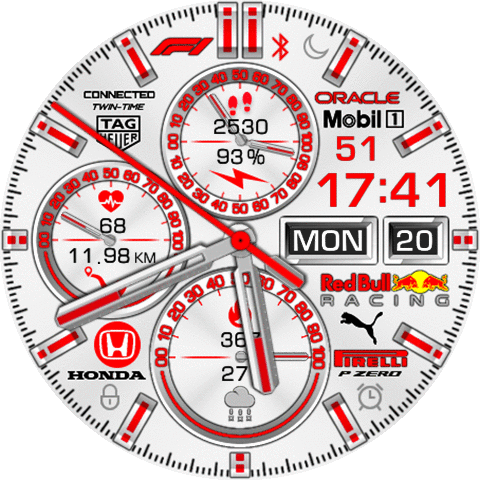 F1
CONNECTED
TWIN-TIME
TAG
HEUER
2530
93 %
ORACLE
Mobil 1
51
17:41
68
11.98 KM
MON 20
Red Bull
RACING
HONDA
PIRELLI
P ZERO